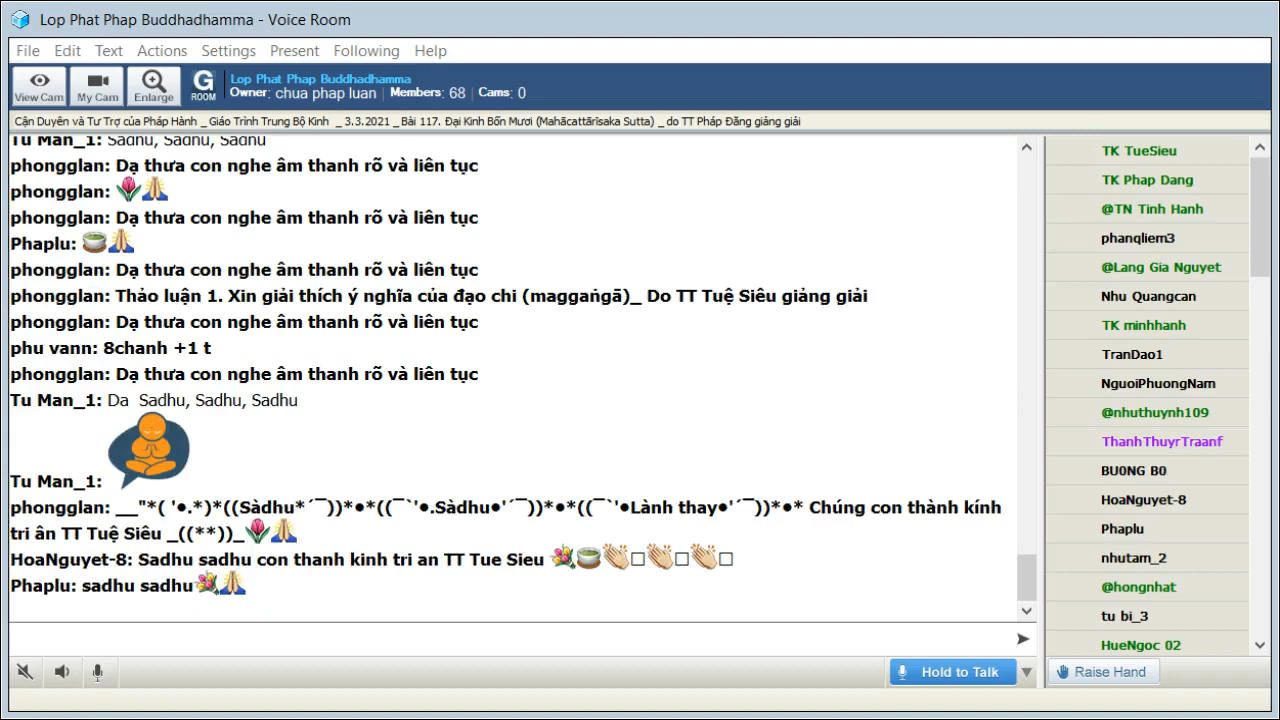 Lop Phat Phap Buddhadhamma - Voice Room
File Edit Text Actions Settings Present Following Help
View Cam My Cam Enlarge G ROOM
Lop Phat Phap Buddhadhamma
Owner: chua phap luan Members: 68 Cams: 0
Cận Duyên và Tư Trợ của Pháp Hành _ Giáo Trình Trung Bộ Kinh _ 3.3.2021 _ Bài 117. Đại Kinh Bốn Mươi (Mahācattārīsaka Sutta) _ do TT Pháp Đăng giảng giải
Tu Man_1: Sadhu, Sadhu, Sadhu
phongglan: Dạ thưa con nghe âm thanh rõ và liên tục
phongglan: 🌷🙏
phongglan: Dạ thưa con nghe âm thanh rõ và liên tục
Phaplu: 🍵🙏
phongglan: Dạ thưa con nghe âm thanh rõ và liên tục
phongglan: Thảo luận 1. Xin giải thích ý nghĩa của đạo chi (maggaṅgā)_ Do TT Tuệ Siêu giảng giải
phongglan: Dạ thưa con nghe âm thanh rõ và liên tục
phu vann: 8chanh +1 t
phongglan: Dạ thưa con nghe âm thanh rõ và liên tục
Tu Man_1: Da Sadhu, Sadhu, Sadhu
Tu Man_1:
phongglan: __"*( '•.*)*((Sàdhu*´¯))*•*((¯`'•.Sàdhu•'´¯))*•*((¯`'•Lành thay•'´¯))*•* Chúng con thành kính
tri ân TT Tuệ Siêu _((**))_🌷🙏
HoaNguyet-8: Sadhu sadhu con thanh kinh tri an TT Tue Sieu 💐🍵👏□👏□👏□
Phaplu: sadhu sadhu💐🙏
TK TueSieu
TK Phap Dang
@TN Tinh Hanh
phanqliem3
@Lang Gia Nguyet
Nhu Quangcan
TK minhhanh
TranDao1
NguoiPhuongNam
@nhuthuynh109
ThanhThuyrTraanf
BU0NG B0
HoaNguyet-8
Phaplu
nhutam_2
@hongnhat
tu bi_3
HueNgoc 02
Hold to Talk
Raise Hand